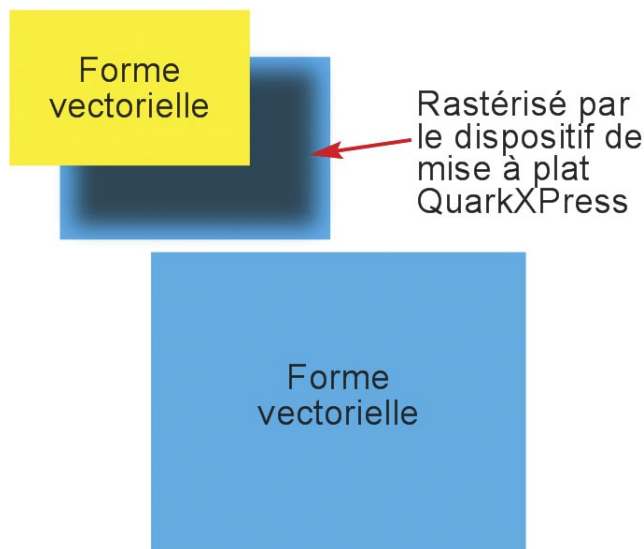 Forme
vectorielle
Rastérisé par
le dispositif de
mise à plat
QuarkXPress
Forme
vectorielle